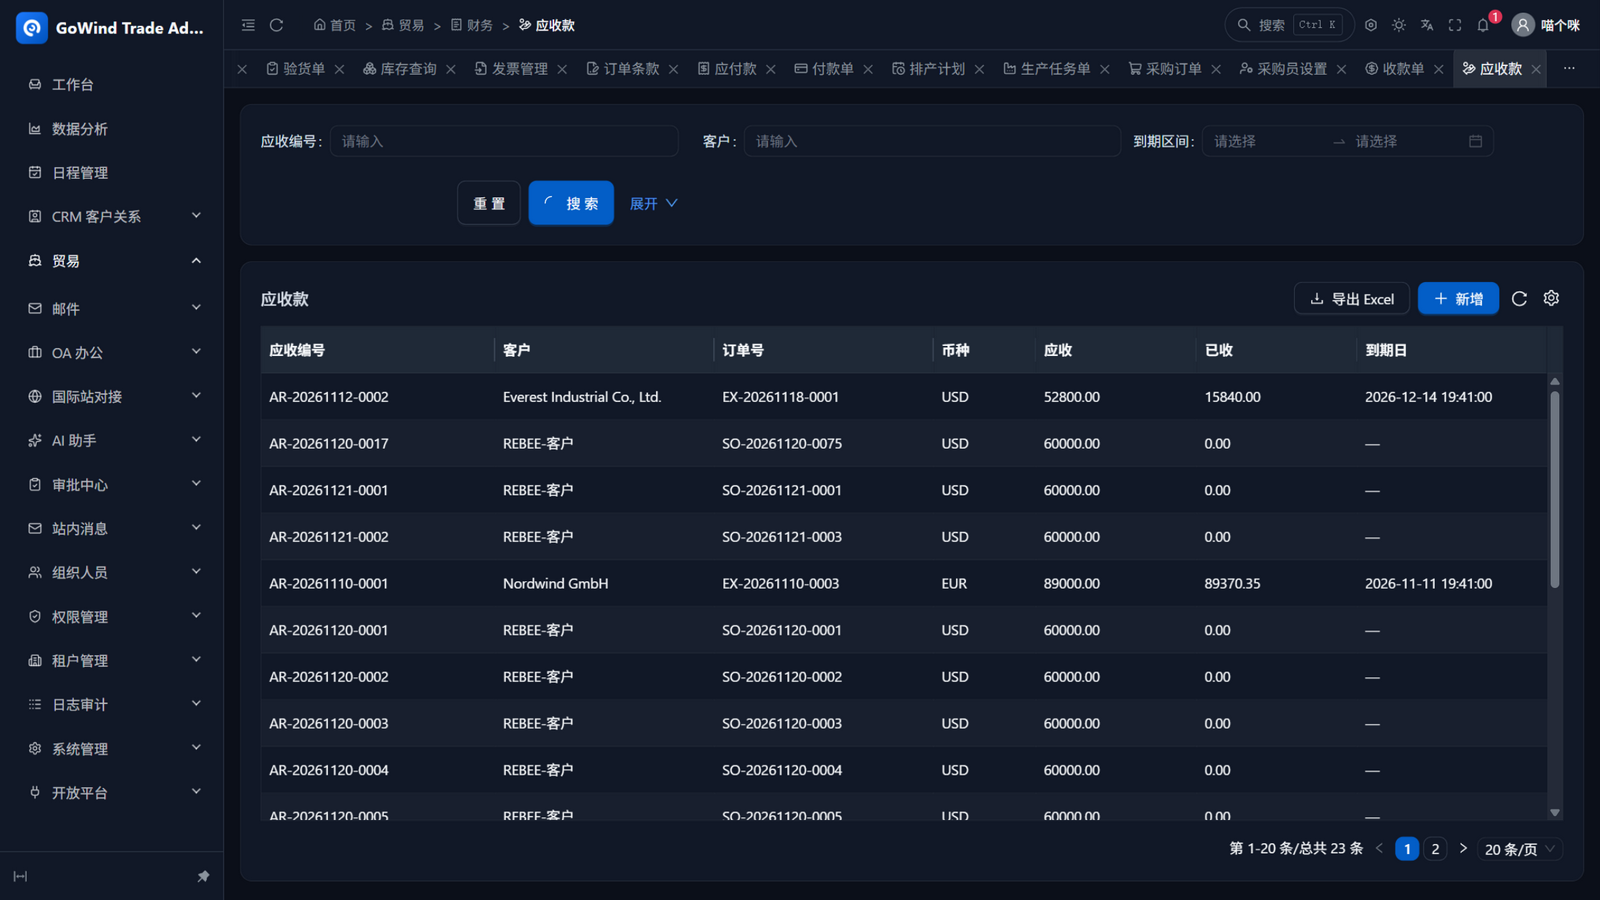 GoWind Trade Ad...
首页 > 贸易 > 财务 > 应收款
搜索 Ctrl K
1
喵个咪
验货单 库存查询 发票管理 订单条款 应付款 付款单 排产计划 生产任务单 采购订单 采购员设置 收款单 应收款 ···
工作台
数据分析
日程管理
CRM 客户关系
贸易
邮件
OA 办公
国际站对接
AI 助手
审批中心
站内消息
组织人员
权限管理
租户管理
日志审计
系统管理
开放平台
应收编号: 请输入 客户: 请输入 到期区间: 请选择 → 请选择
重 置 搜 索 展开
应收款
导出 Excel + 新增
应收编号 客户 订单号 币种 应收 已收 到期日
AR-20261112-0002 Everest Industrial Co., Ltd. EX-20261118-0001 USD 52800.00 15840.00 2026-12-14 19:41:00
AR-20261120-0017 REBEE-客户 SO-20261120-0075 USD 60000.00 0.00 —
AR-20261121-0001 REBEE-客户 SO-20261121-0001 USD 60000.00 0.00 —
AR-20261121-0002 REBEE-客户 SO-20261121-0003 USD 60000.00 0.00 —
AR-20261110-0001 Nordwind GmbH EX-20261110-0003 EUR 89000.00 89370.35 2026-11-11 19:41:00
AR-20261120-0001 REBEE-客户 SO-20261120-0001 USD 60000.00 0.00 —
AR-20261120-0002 REBEE-客户 SO-20261120-0002 USD 60000.00 0.00 —
AR-20261120-0003 REBEE-客户 SO-20261120-0003 USD 60000.00 0.00 —
AR-20261120-0004 REBEE-客户 SO-20261120-0004 USD 60000.00 0.00 —
AR-20261120-0005 REBEE-客户 SO-20261120-0005 USD 60000.00 0.00 —
第 1-20 条/总共 23 条 < 1 2 > 20 条/页